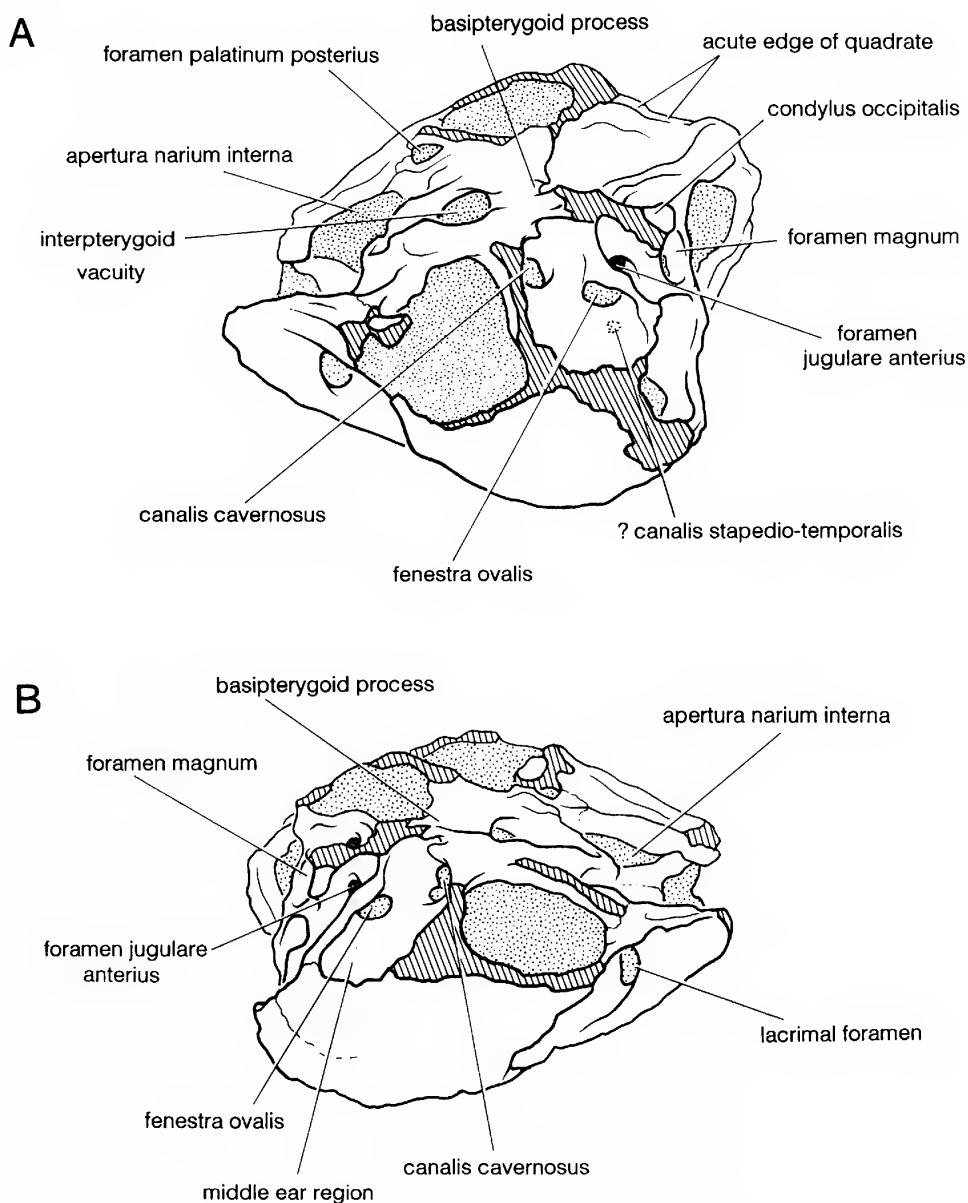 A
basipterygoid process
foramen palatinum posterius
acute edge of quadrate
condylus occipitalis
apertura narium interna
foramen magnum
interpterygoid
vacuity
foramen
jugulare anterius
canalis cavernosus
? canalis stapedio-temporalis
fenestra ovalis
B
basipterygoid process
apertura narium interna
foramen magnum
foramen jugulare
anterius
lacrimal foramen
fenestra ovalis
canalis cavernosus
middle ear region